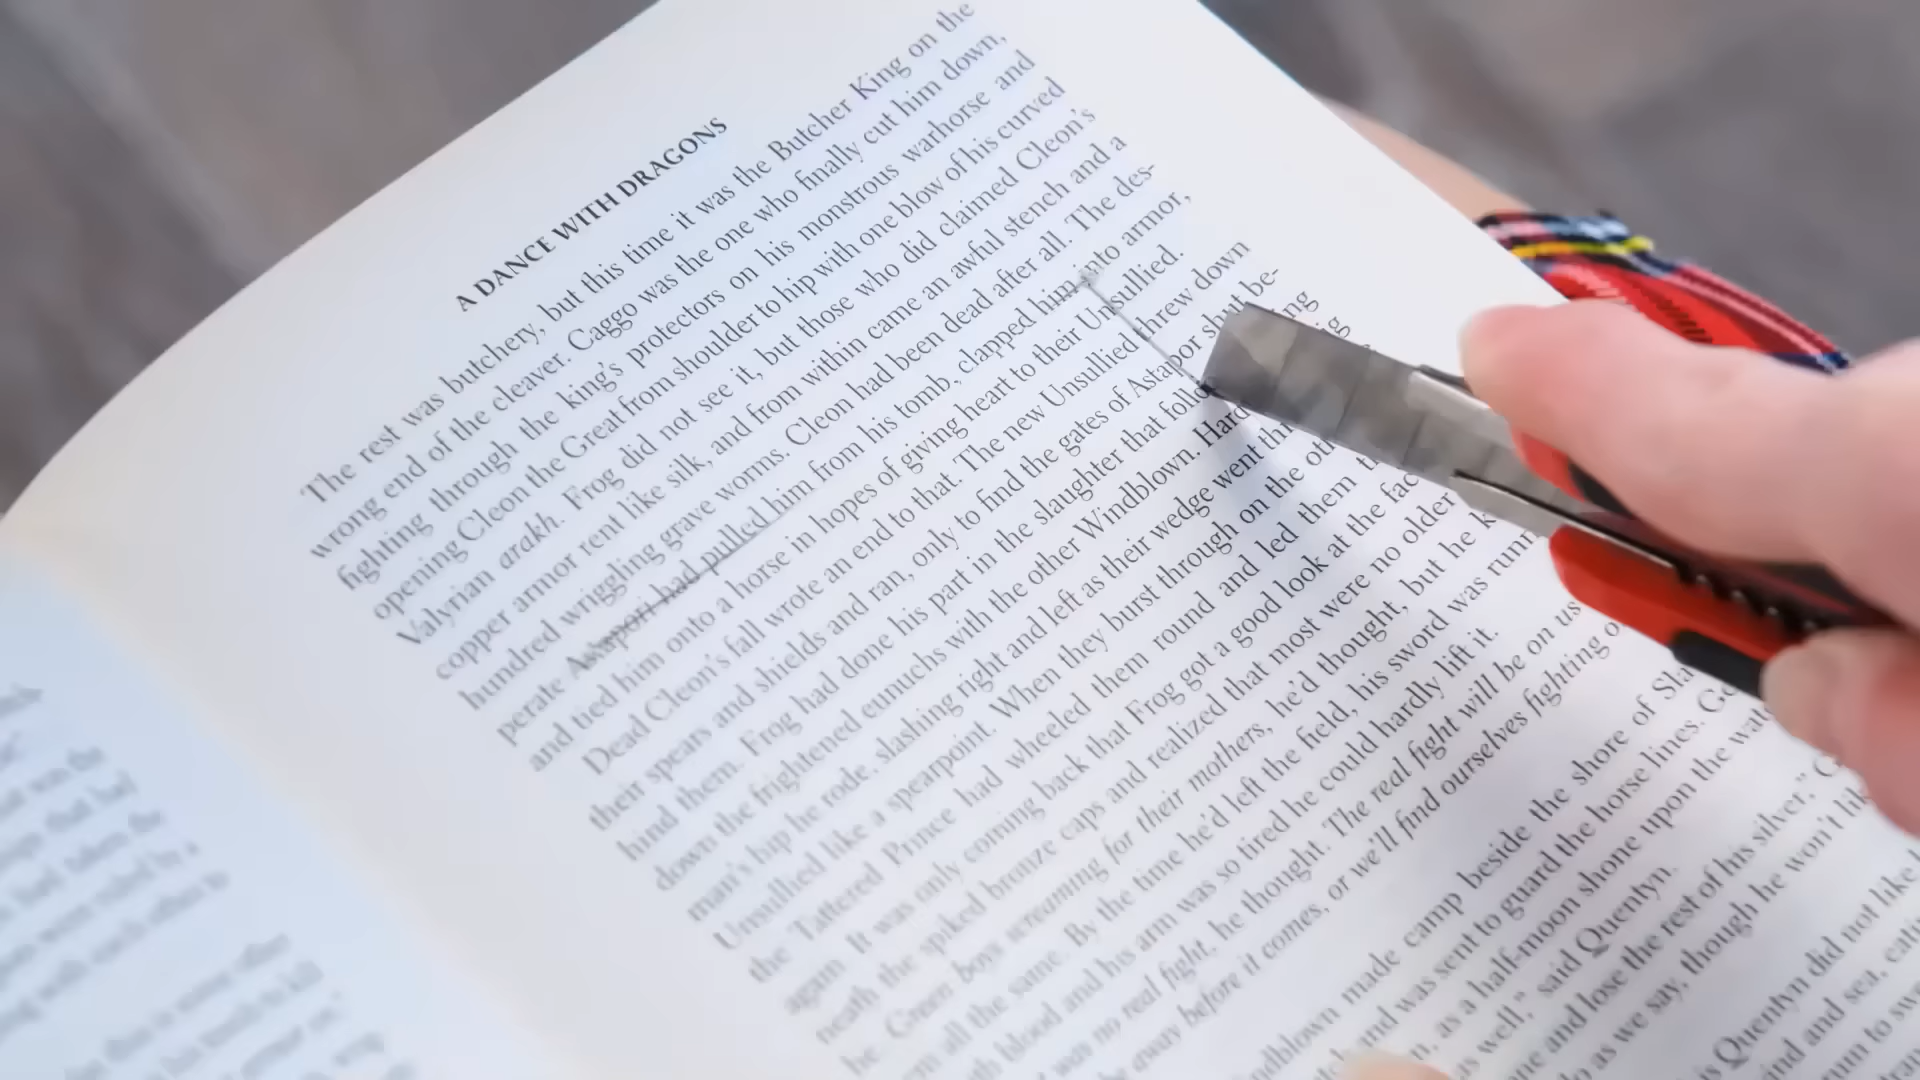 A DANCE WITH DRAGONS
The rest was butchery, but this time it was the Butcher King on the
wrong end of the cleaver. Caggo was the one who finally cut him down,
fighting through the king's protectors on his monstrous warhorse and
opening Cleon the Great from shoulder to hip with one blow of his curved
Valyrian arakh. Frog did not see it, but those who did claimed Cleon's
copper armor rent like silk, and from within came an awful stench and a
hundred wriggling grave worms. Cleon had been dead after all. The des-
perate Astapori had pulled him from his tomb, clapped him into armor,
and tied him onto a horse in hopes of giving heart to their Unsullied.
Dead Cleon's fall wrote an end to that. The new Unsullied threw down
their spears and shields and ran, only to find the gates of Astapor shut be-
hind them. Frog had done his part in the slaughter that follo
down the frightened eunuchs with the other Windblown. Hard
man's hip he rode, slashing right and left as their wedge went thr
Unsullied like a spearpoint. When they burst through on the oth
the Tattered Prince had wheeled them round and led them th
again. It was only coming back that Frog got a good look at the fac
neath the spiked bronze caps and realized that most were no older
he. Green boys screaming for their mothers, he'd thought, but he k
all the same. By the time he'd left the field, his sword was runn
blood and his arm was so tired he could hardly lift it.
was no real fight, he thought. The real fight will be on us
away before it comes, or we'll find ourselves fighting o
made camp beside the shore of Sla
and was sent to guard the horse lines. Ge
as a half-moon shone upon the wat
as well," said Quentyn.
and lose the rest of his silver."
as we say, though he won't li
Quentyn did not like
and sea,